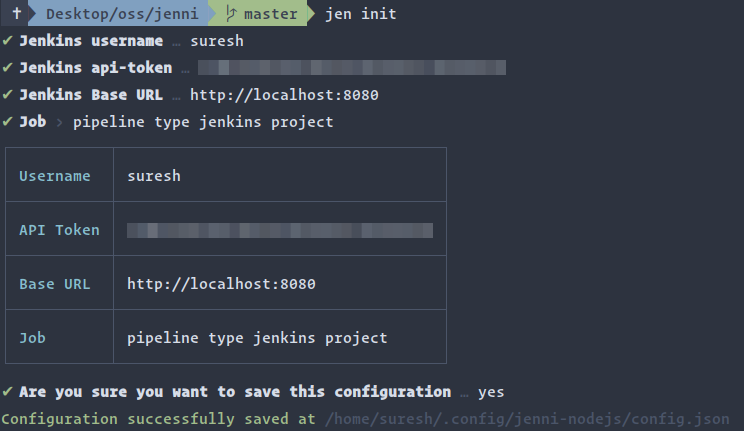 † Desktop/oss/jenni master jen init
✔ Jenkins username … suresh
✔ Jenkins api-token …
✔ Jenkins Base URL … http://localhost:8080
✔ Job › pipeline type jenkins project
Username suresh
API Token
Base URL http://localhost:8080
Job pipeline type jenkins project
✔ Are you sure you want to save this configuration … yes
Configuration successfully saved at /home/suresh/.config/jenni-nodejs/config.json